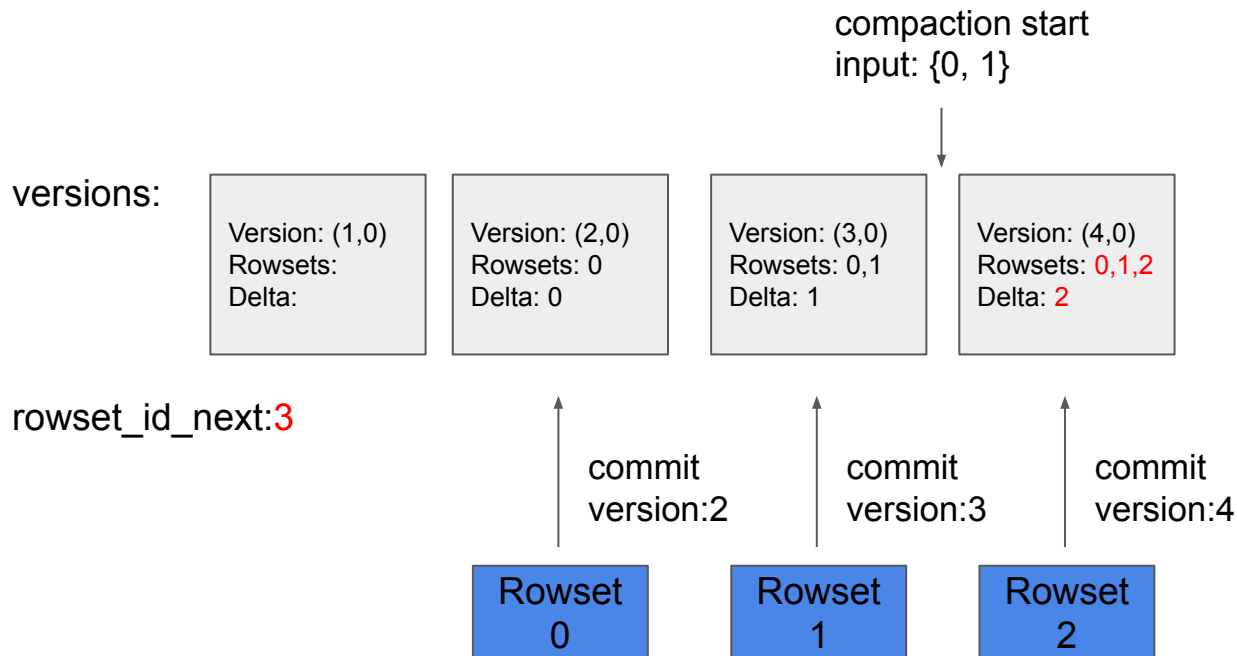 compaction start
input: {0, 1}
versions:
Version: (1,0)
Rowsets:
Delta:
Version: (2,0)
Rowsets: 0
Delta: 0
Version: (3,0)
Rowsets: 0,1
Delta: 1
Version: (4,0)
Rowsets: 0,1,2
Delta: 2
rowset_id_next:3
commit
version:2
commit
version:3
commit
version:4
Rowset
0
Rowset
1
Rowset
2